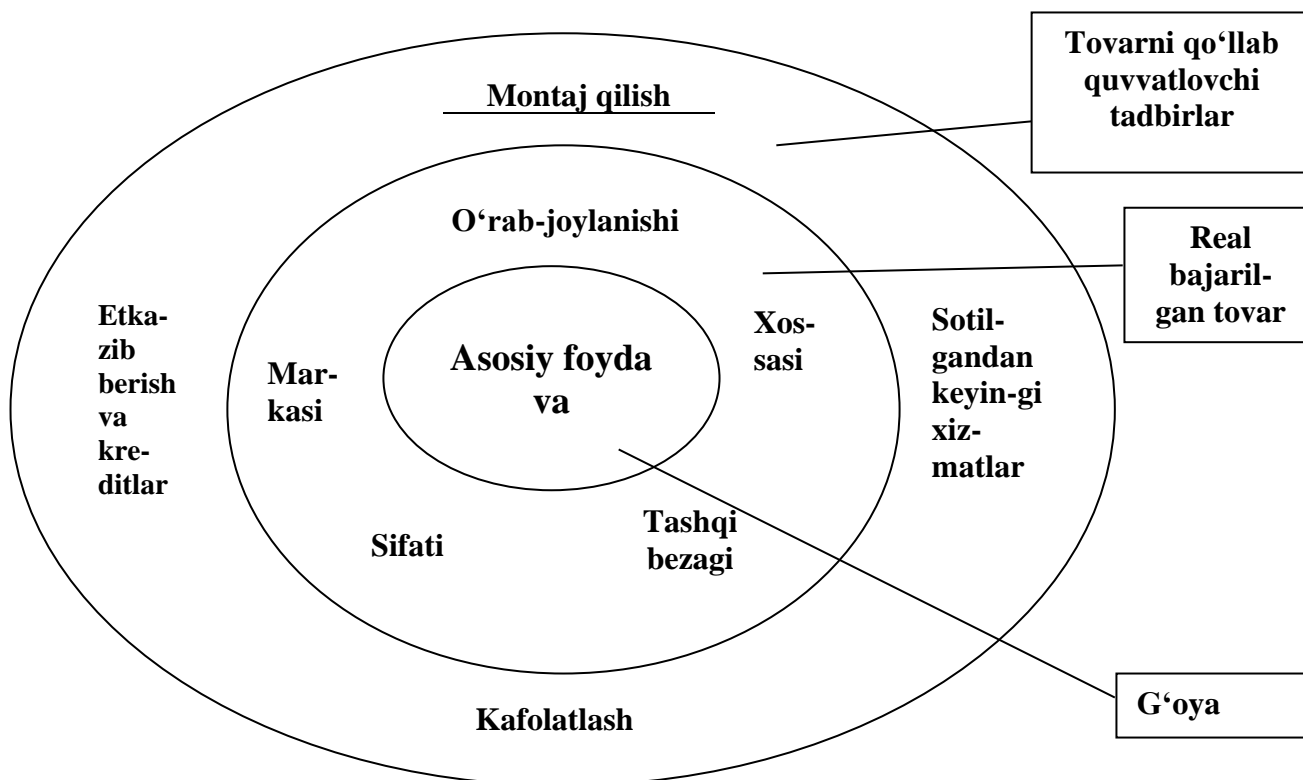 Tovarni qo‘llab
quvvatlovchi
tadbirlar
Montaj qilish
O‘rab-joylanishi
Real
bajaril-
gan tovar
Etka-
zib
berish
va
kre-
ditlar
Mar-
kasi
Asosiy foyda
va
Xos-
sasi
Sotil-
gandan
keyin-gi
xiz-
matlar
Sifati
Tashqi
bezagi
G‘oya
Kafolatlash